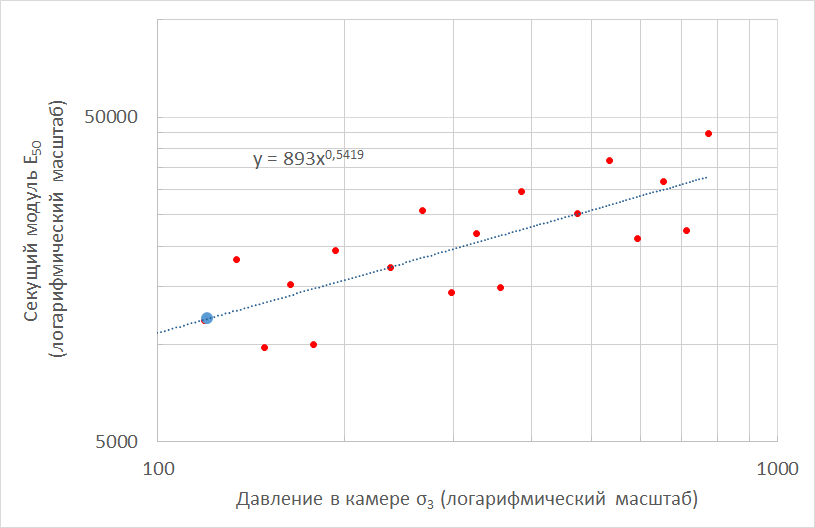 Секущий модуль E50
(логарифмический масштаб)
50000
y = 893x^0,5419
5000
100
1000
Давление в камере σ3 (логарифмический масштаб)